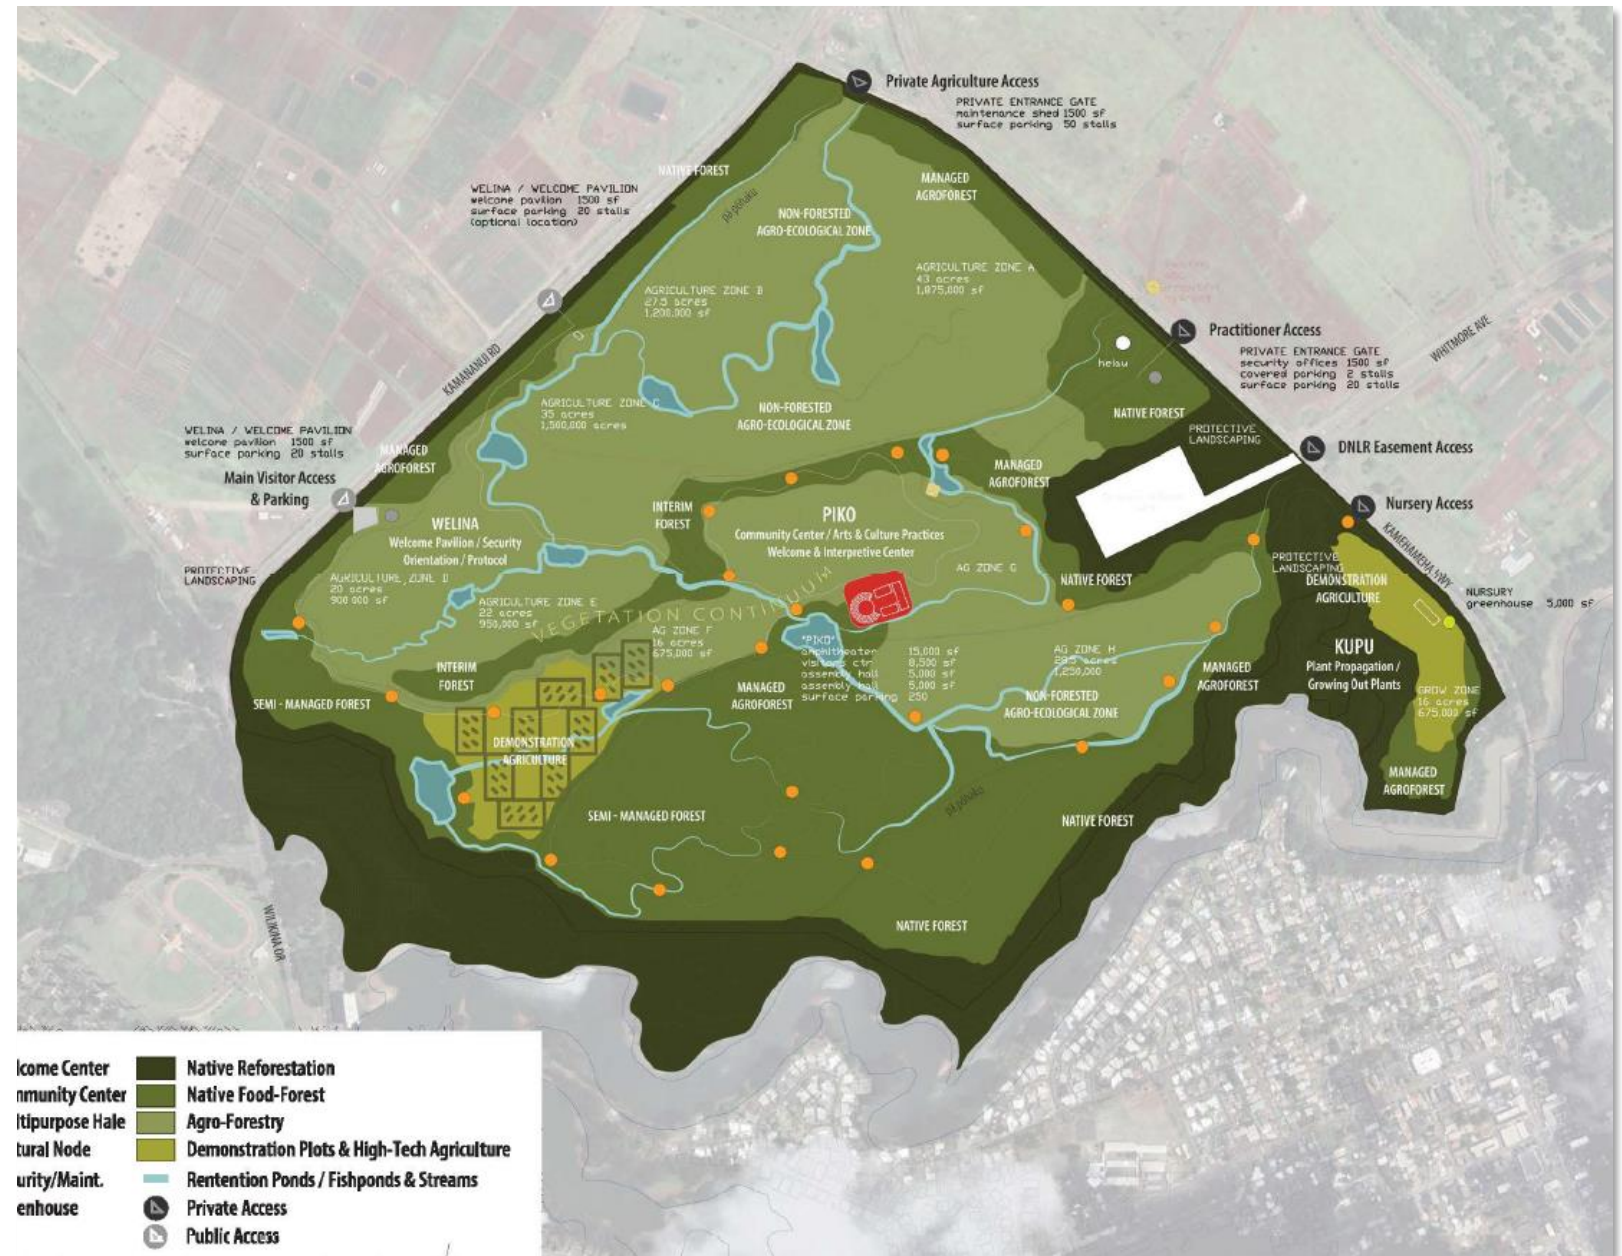 Private Agriculture Access
PRIVATE ENTRANCE GATE
maintenance shed 1500 sf
surface parking 50 stalls
NATIVE FOREST
MANAGED
AGROFOREST
WELINA / WELCOME PAVILION
welcome pavilion 1500 sf
surface parking 20 stalls
(optional location)
pā pōhaku
NON-FORESTED
AGRO-ECOLOGICAL ZONE
AGRICULTURE ZONE A
43 acres
1,875,000 sf
AGRICULTURE ZONE B
27.5 acres
1,200,000 sf
Practitioner Access
PRIVATE ENTRANCE GATE
security offices 1500 sf
covered parking 2 stalls
surface parking 20 stalls
WHITMORE AVE
KAMANANUI RD
heiau
AGRICULTURE ZONE C
35 acres
1,500,000 acres
NON-FORESTED
AGRO-ECOLOGICAL ZONE
NATIVE FOREST
PROTECTIVE
LANDSCAPING
WELINA / WELCOME PAVILION
welcome pavilion 1500 sf
surface parking 20 stalls
Main Visitor Access
& Parking
MANAGED
AGROFOREST
DNLR Easement Access
MANAGED
AGROFOREST
Nursery Access
KAMEHAMEHA HWY
INTERIM
FOREST
PIKO
Community Center / Arts & Culture Practices
Welcome & Interpretive Center
WELINA
Welcome Pavilion / Security
Orientation / Protocol
PROTECTIVE
LANDSCAPING
AGRICULTURE ZONE D
20 acres
900,000 sf
AGRICULTURE ZONE E
22 acres
950,000 sf
VEGETATION CONTINUUM
AG ZONE G
NATIVE FOREST
PROTECTIVE
LANDSCAPING
DEMONSTRATION
AGRICULTURE
NURSURY
greenhouse 5,000 sf
AG ZONE F
16 acres
675,000 sf
"PIKO"
amphitheater 15,000 sf
visitors ctr 8,500 sf
assembly hall 5,000 sf
assembly hall 5,000 sf
surface parking 250
AG ZONE H
28.5 acres
1,250,000
KUPU
Plant Propagation /
Growing Out Plants
INTERIM
FOREST
SEMI - MANAGED FOREST
MANAGED
AGROFOREST
NON-FORESTED
AGRO-ECOLOGICAL ZONE
MANAGED
AGROFOREST
GROW ZONE
16 acres
675,000 sf
DEMONSTRATION
AGRICULTURE
MANAGED
AGROFOREST
SEMI - MANAGED FOREST
pā pōhaku
NATIVE FOREST
NATIVE FOREST
WILIKINA DR
lcome Center
mmunity Center
ltipurpose Hale
tural Node
urity/Maint.
enhouse
Native Reforestation
Native Food-Forest
Agro-Forestry
Demonstration Plots & High-Tech Agriculture
Rentention Ponds / Fishponds & Streams
Private Access
Public Access